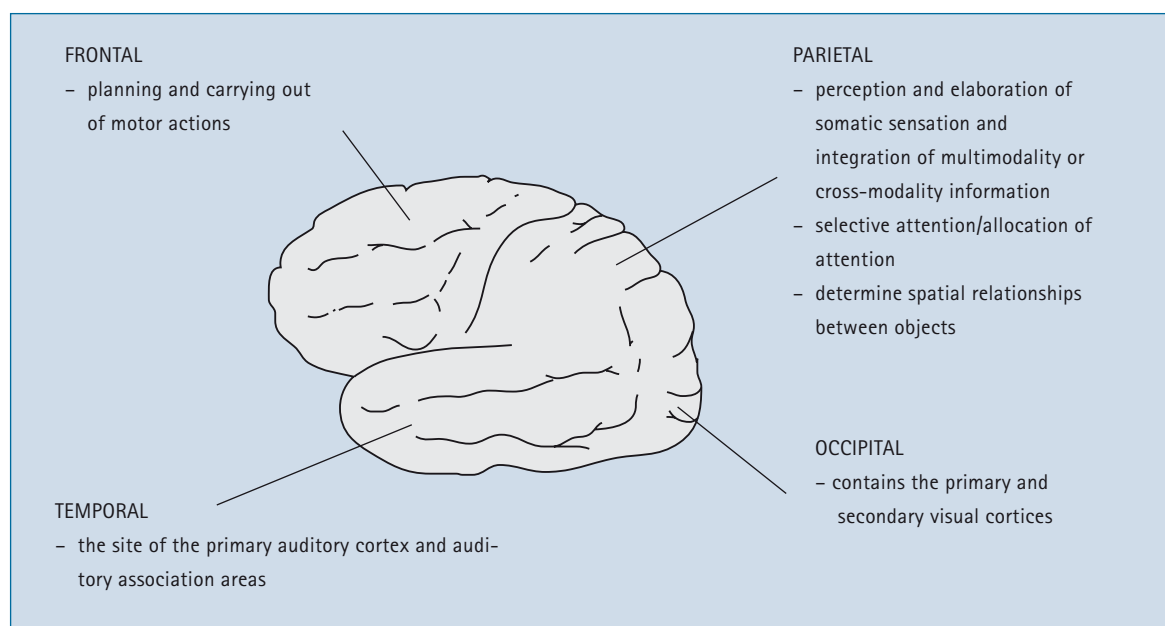 FRONTAL
– planning and carrying out
of motor actions
PARIETAL
– perception and elaboration of
somatic sensation and
integration of multimodality or
cross-modality information
– selective attention/allocation of
attention
– determine spatial relationships
between objects
OCCIPITAL
– contains the primary and
secondary visual cortices
TEMPORAL
– the site of the primary auditory cortex and audi-
tory association areas